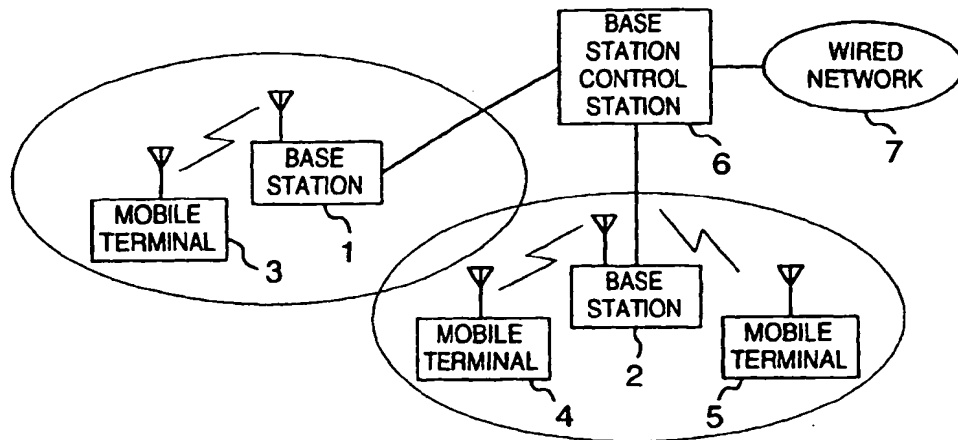 BASE
STATION
CONTROL
STATION
6
WIRED
NETWORK
7
BASE
STATION
1
MOBILE
TERMINAL
3
BASE
STATION
2
MOBILE
TERMINAL
4
MOBILE
TERMINAL
5